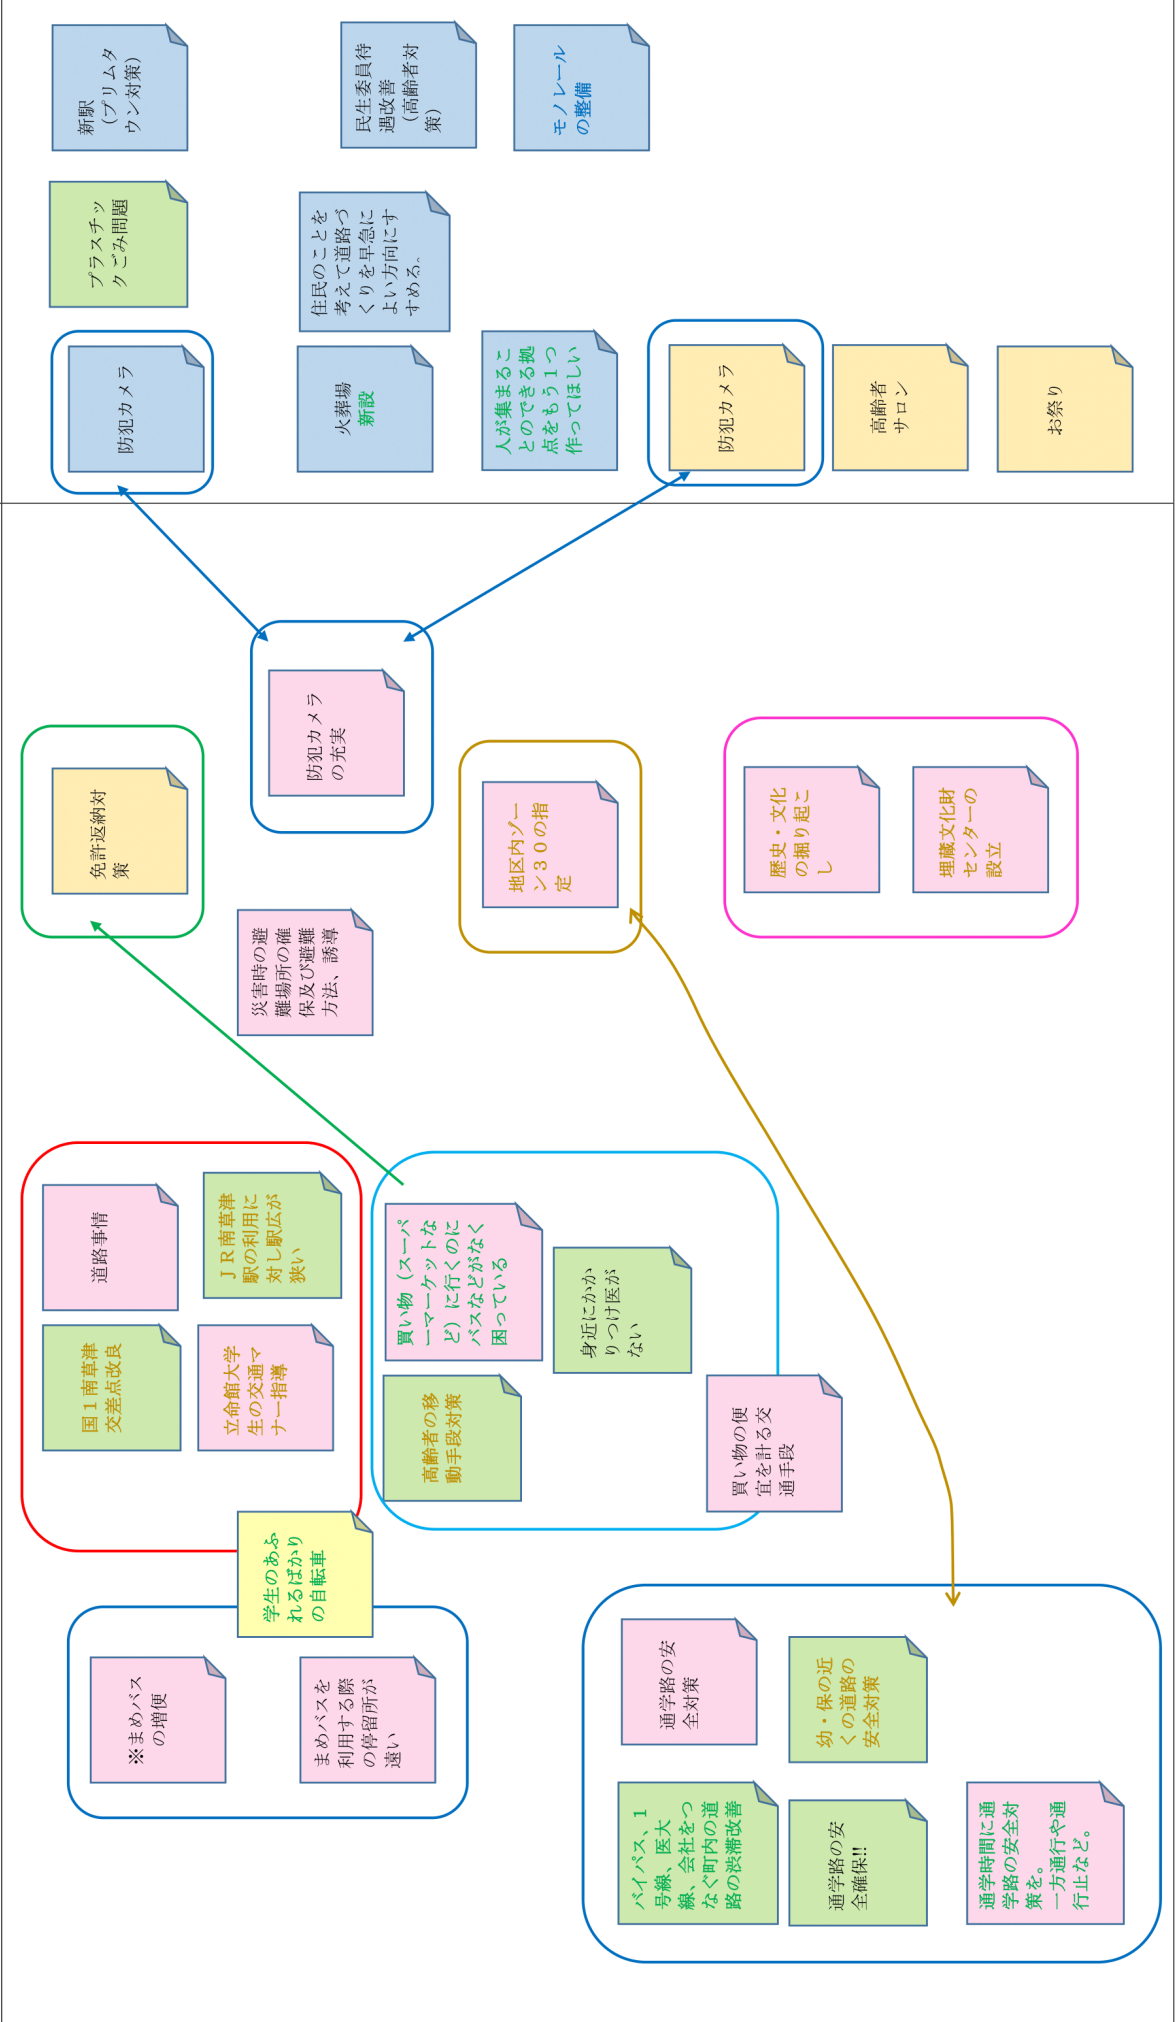 ※まめバス
の増便
まめバスを
利用する際
の停留所が
遠い
学生のあふ
れるばかり
の自転車
国１南草津
交差点改良
道路事情
立命館大学
生の交通マ
ナー指導
ＪＲ南草津
駅の利用に
対し駅広が
狭い
免許返納対
策
災害時の避
難場所の確
保及び避難
方法、誘導
防犯カメラ
の充実
高齢者の移
動手段対策
買い物（スーパ
ーマーケットな
ど）に行くのに
バスなどがなく
困っている
身近にかか
りつけ医が
ない
買い物の便
宜を計る交
通手段
地区内ゾー
ン３０の指
定
バイパス、1
号線、医大
線、会社をつ
なぐ町内の道
路の渋滞改善
通学路の安
全対策
通学路の安
全確保!!
幼・保の近
くの道路の
安全対策
通学時間に通
学路の安全対
策を。
一方通行や通
行止など。
歴史・文化
の掘り起こ
し
埋蔵文化財
センターの
設立
防犯カメラ
プラスチッ
クごみ問題
新駅
（プリムタ
ウン対策）
火葬場
新設
住民のことを
考えて道路づ
くりを早急に
よい方向にす
すめる。
民生委員待
遇改善
（高齢者対
策）
人が集まるこ
とのできる拠
点をもう１つ
作ってほしい
モノレール
の整備
防犯カメラ
高齢者
サロン
お祭り